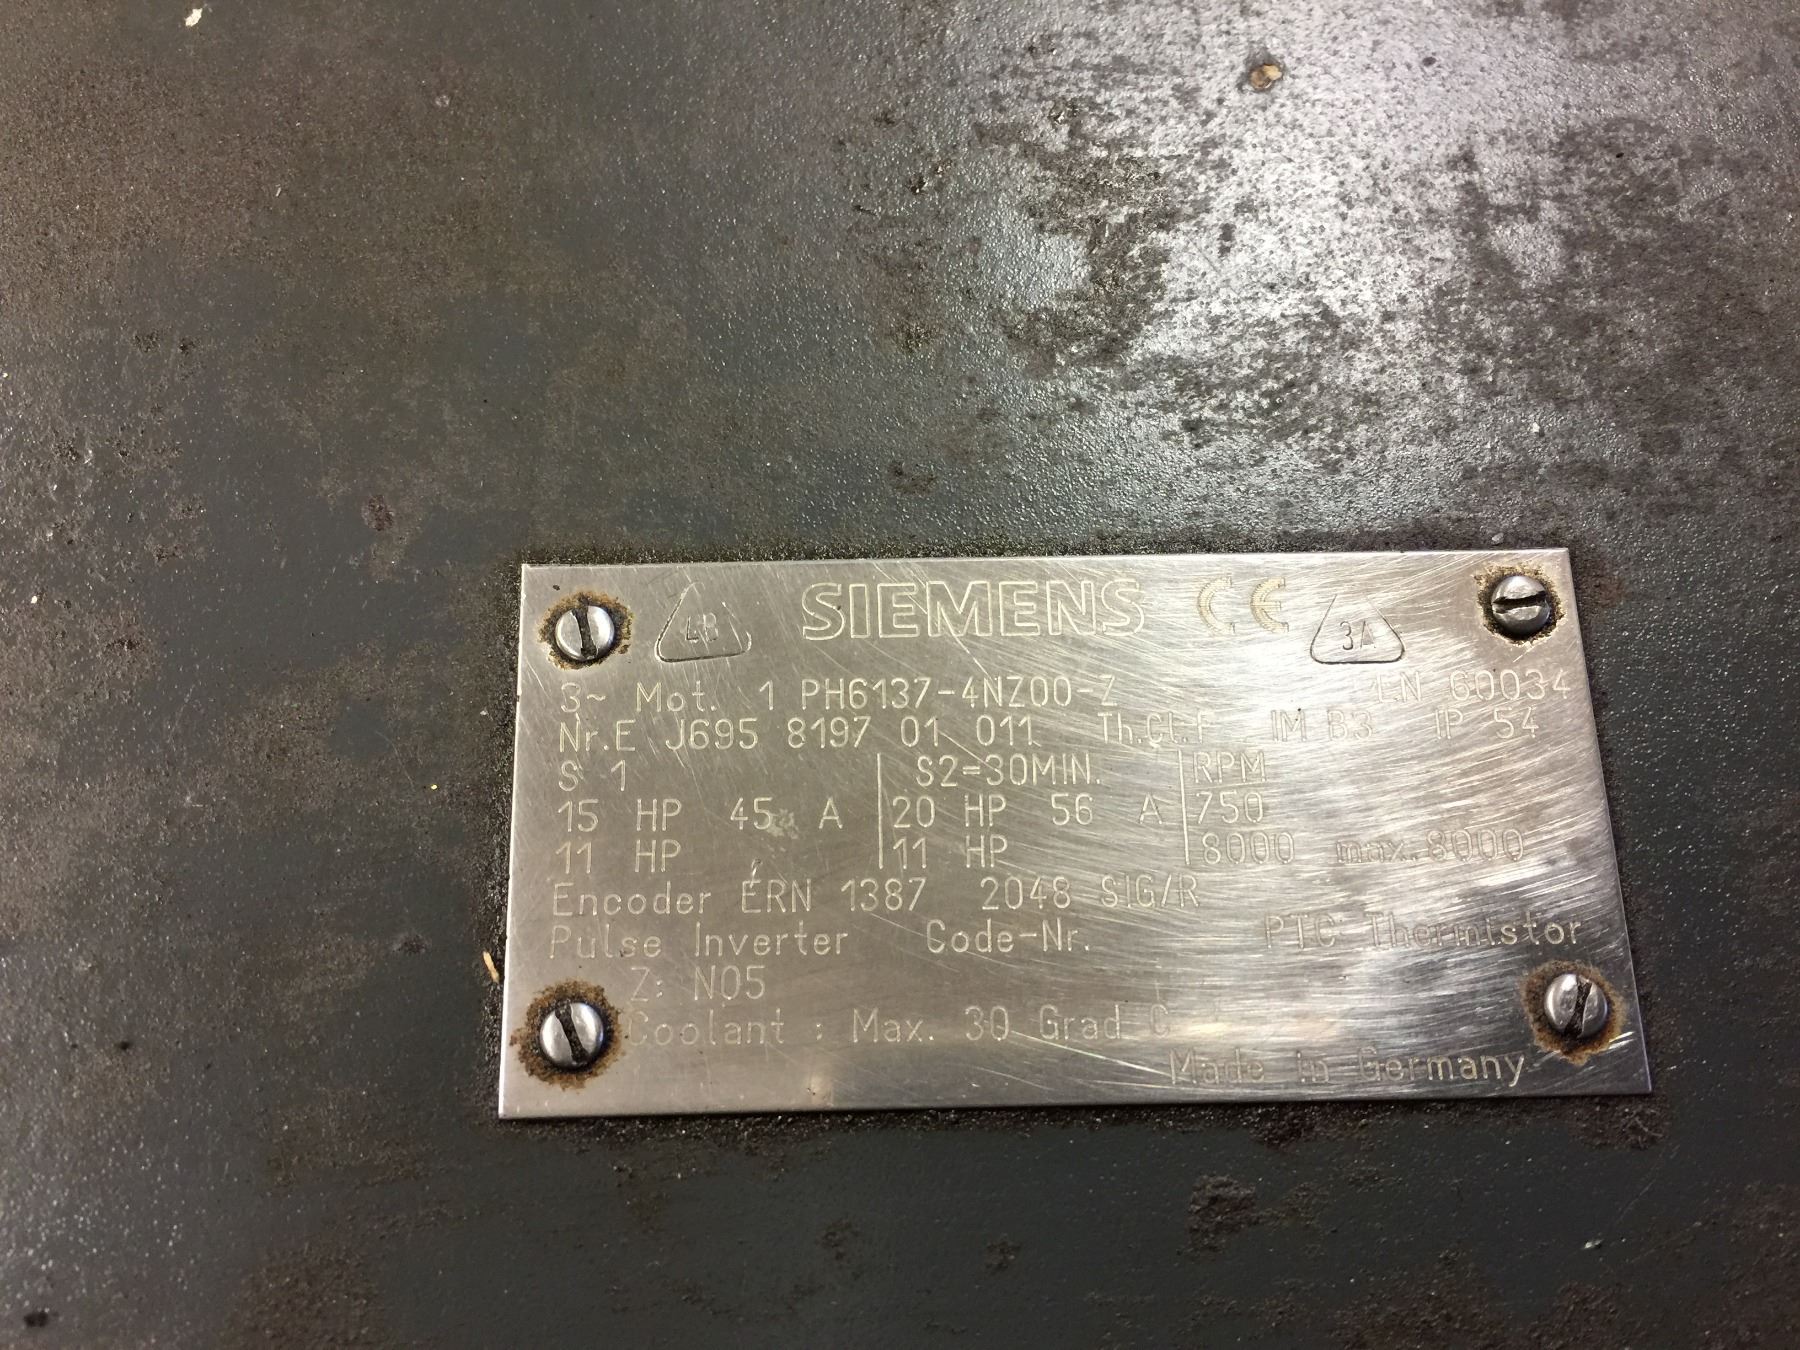 4B SIEMENS CE 3A
3~ Mot. 1 PH6137-4NZ00-Z EN 60034
Nr.E J695 8197 01 011 Th.Cl.F IM B3 IP 54
S 1 S2=30MIN. RPM
15 HP 45 A 20 HP 56 A 750
11 HP 11 HP 8000 max.8000
Encoder ERN 1387 2048 SIG/R
Pulse Inverter Code-Nr. PTC Thermistor
Z: N05
Coolant : Max. 30 Grad C
Made in Germany